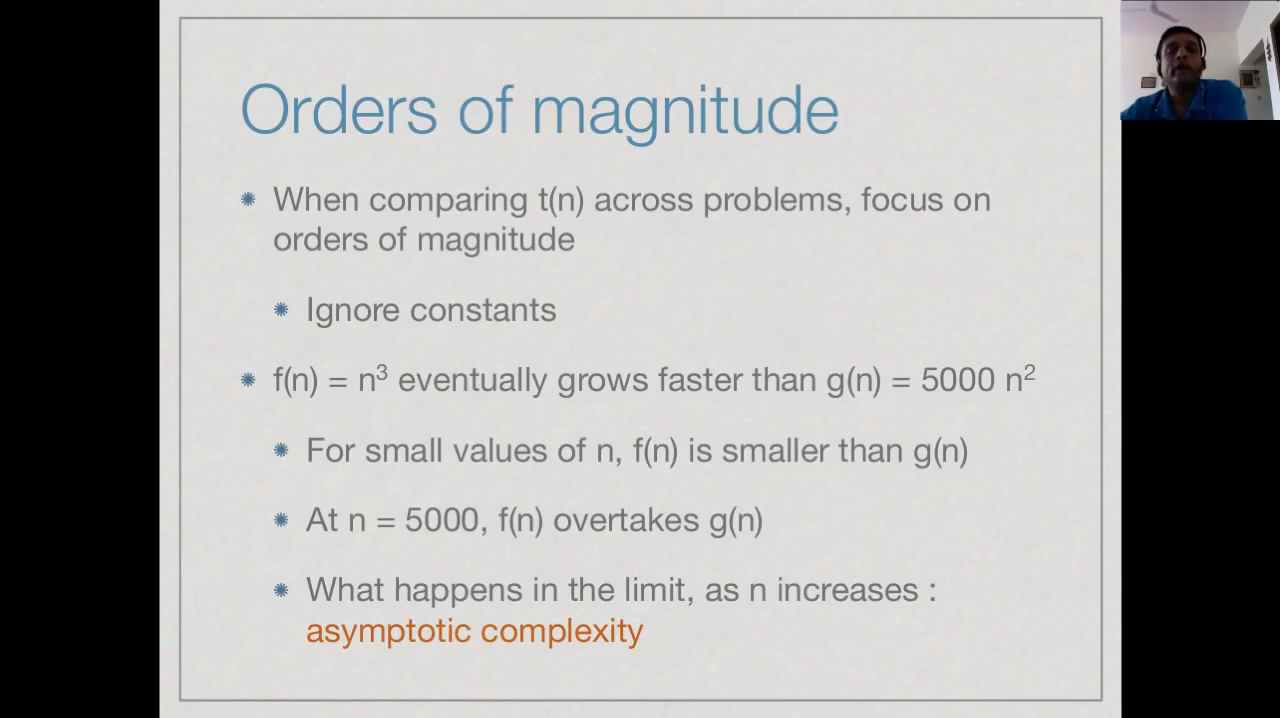 Orders of magnitude
When comparing t(n) across problems, focus on
orders of magnitude
Ignore constants
f(n) = n³ eventually grows faster than g(n) = 5000 n²
For small values of n, f(n) is smaller than g(n)
At n = 5000, f(n) overtakes g(n)
What happens in the limit, as n increases :
asymptotic complexity